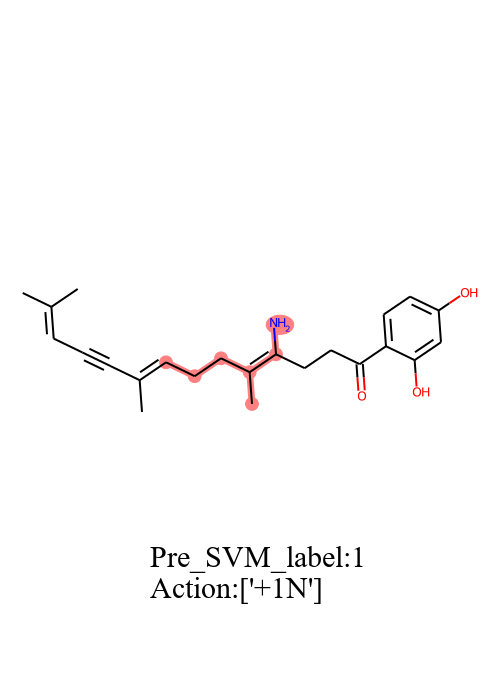 OH
NH2
OH
O
Pre_SVM_label:1
Action:['+1N']